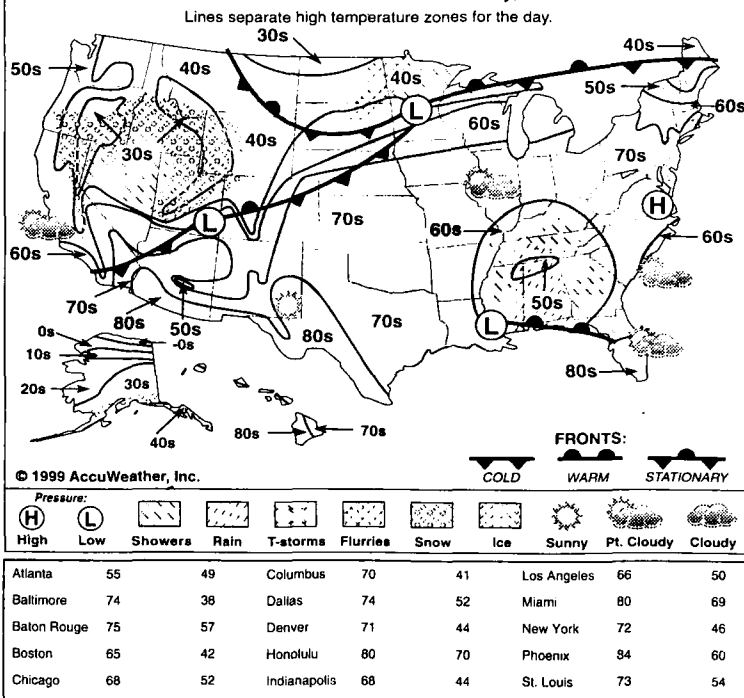 Lines separate high temperature zones for the day.
30s
40s
50s
40s
40s
50s
60s
30s
40s
60s
70s
H
L
L
70s
60s
60s
60s
70s
80s
50s
80s
70s
50s
L
80s
0s
-0s
10s
20s
30s
40s
80s
70s
FRONTS:
© 1999 AccuWeather, Inc.
COLD WARM STATIONARY
Pressure:
H L
High Low Showers Rain T-storms Flurries Snow Ice Sunny Pt. Cloudy Cloudy
Atlanta 55 49 Columbus 70 41 Los Angeles 66 50
Baltimore 74 38 Dallas 74 52 Miami 80 69
Baton Rouge 75 57 Denver 71 44 New York 72 46
Boston 65 42 Honolulu 80 70 Phoenix 84 60
Chicago 68 52 Indianapolis 68 44 St. Louis 73 54